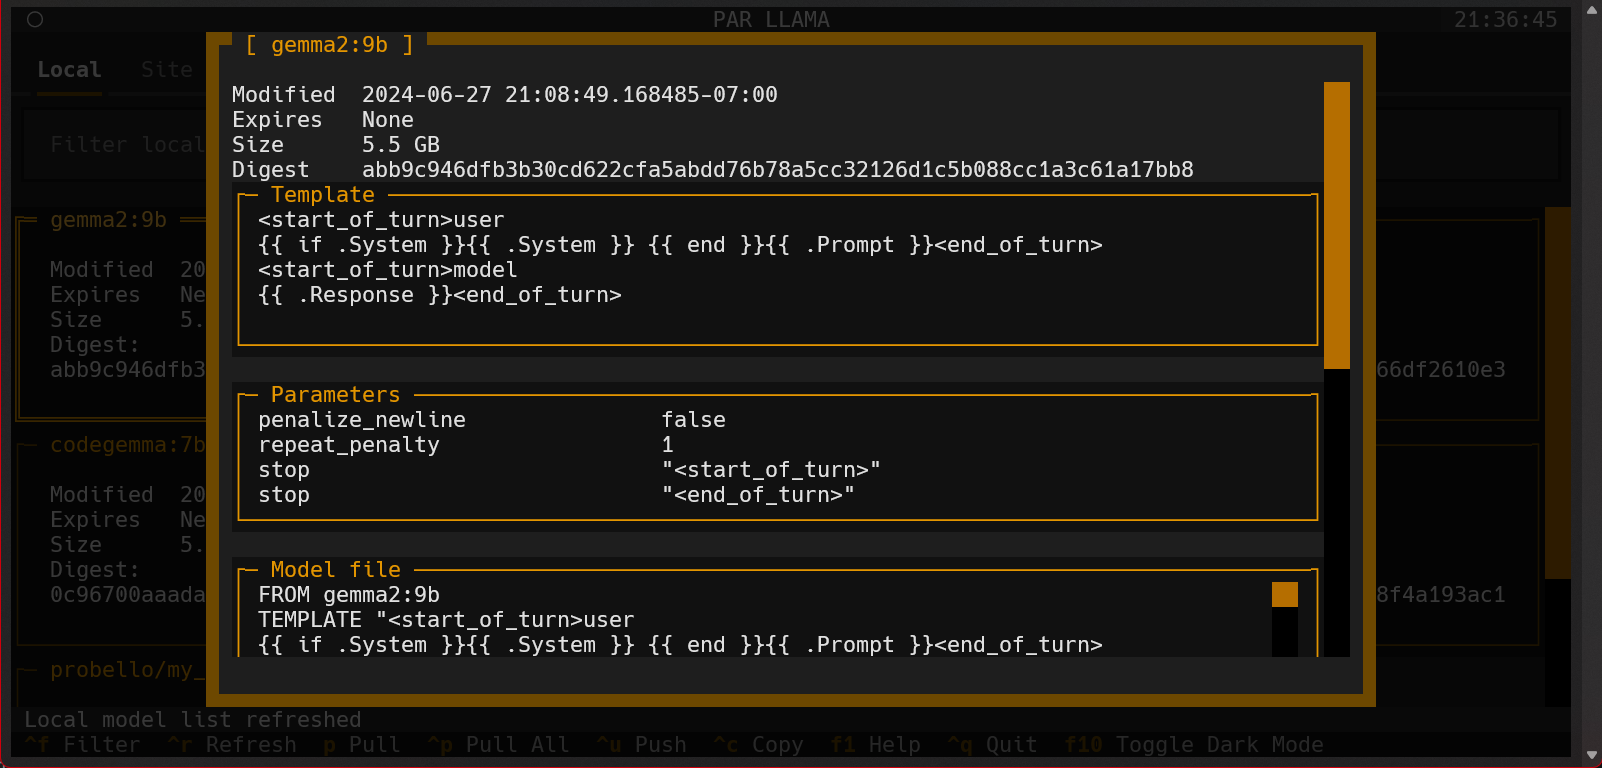 PAR LLAMA 21:36:45
Local Site
Filter local
[ gemma2:9b ]
Modified 2024-06-27 21:08:49.168485-07:00
Expires None
Size 5.5 GB
Digest abb9c946dfb3b30cd622cfa5abdd76b78a5cc32126d1c5b088cc1a3c61a17bb8
Template
<start_of_turn>user
{{ if .System }}{{ .System }} {{ end }}{{ .Prompt }}<end_of_turn>
<start_of_turn>model
{{ .Response }}<end_of_turn>
Parameters
penalize_newline false
repeat_penalty 1
stop "<start_of_turn>"
stop "<end_of_turn>"
Model file
FROM gemma2:9b
TEMPLATE "<start_of_turn>user
{{ if .System }}{{ .System }} {{ end }}{{ .Prompt }}<end_of_turn>
gemma2:9b
Modified 20
Expires Ne
Size 5.
Digest:
abb9c946dfb3
66df2610e3
codegemma:7b
Modified 20
Expires Ne
Size 5.
Digest:
0c96700aaada
8f4a193ac1
probello/my_
Local model list refreshed
^f Filter ^r Refresh p Pull ^p Pull All ^u Push ^c Copy f1 Help ^q Quit f10 Toggle Dark Mode